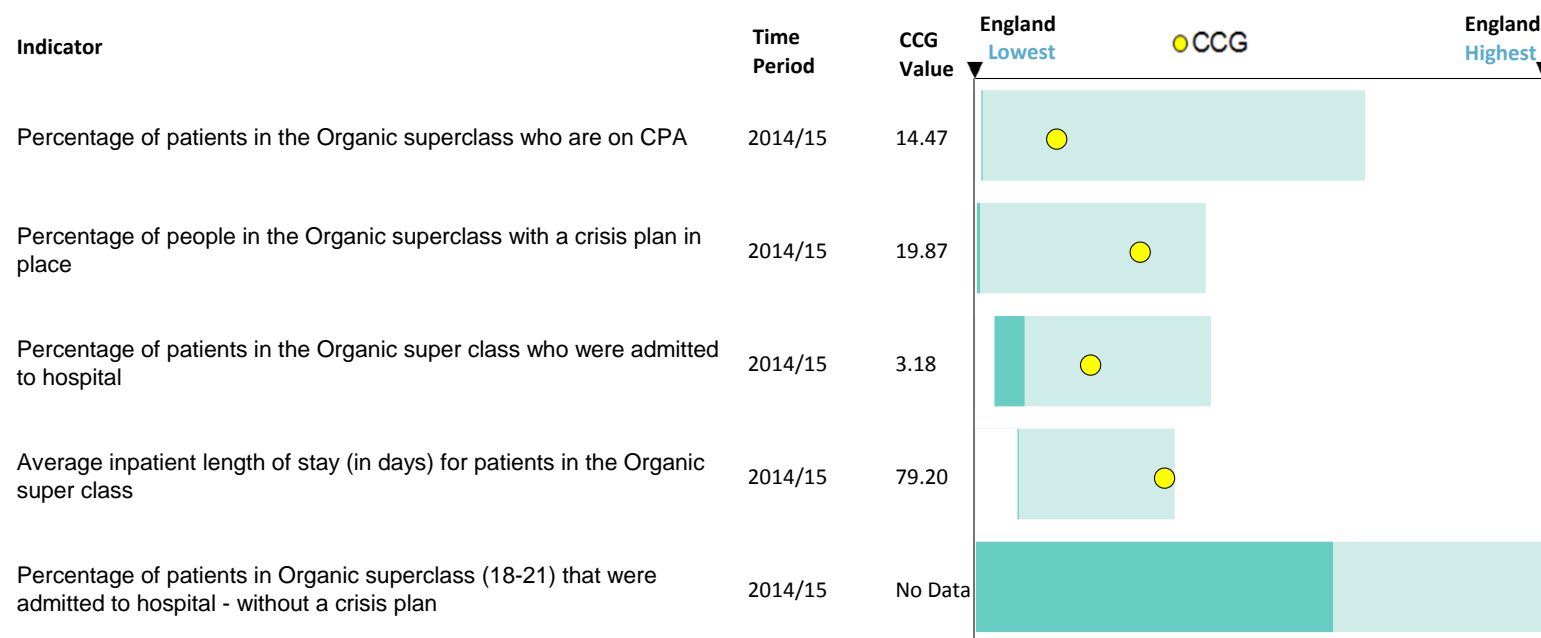 Indicator
Time
Period
CCG
Value
England
Lowest
CCG
England
Highest
Percentage of patients in the Organic superclass who are on CPA 2014/15 14.47
Percentage of people in the Organic superclass with a crisis plan in
place
2014/15 19.87
Percentage of patients in the Organic super class who were admitted
to hospital
2014/15 3.18
Average inpatient length of stay (in days) for patients in the Organic
super class
2014/15 79.20
Percentage of patients in Organic superclass (18-21) that were
admitted to hospital - without a crisis plan
2014/15 No Data